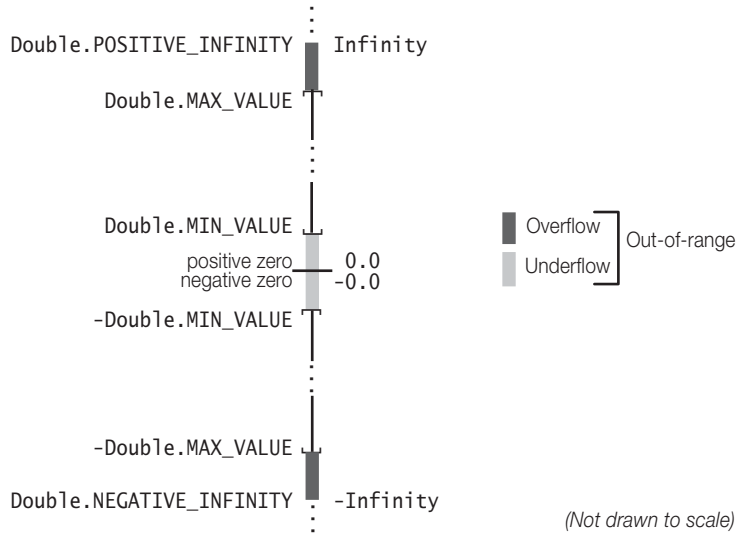 Double.POSITIVE_INFINITY Infinity
Double.MAX_VALUE
Double.MIN_VALUE
positive zero 0.0
negative zero -0.0
-Double.MIN_VALUE
-Double.MAX_VALUE
Double.NEGATIVE_INFINITY -Infinity
Overflow
Underflow
Out-of-range
(Not drawn to scale)